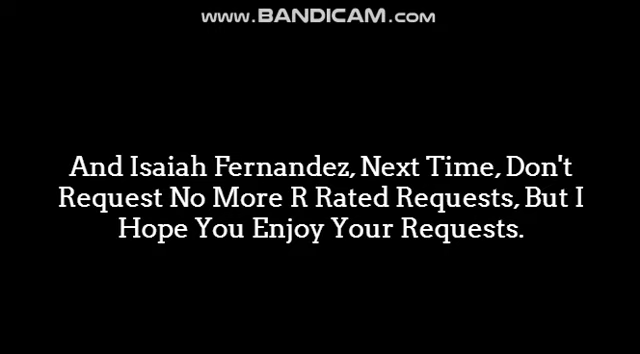 www.BANDICAM.com
And Isaiah Fernandez, Next Time, Don't
Request No More R Rated Requests, But I
Hope You Enjoy Your Requests.